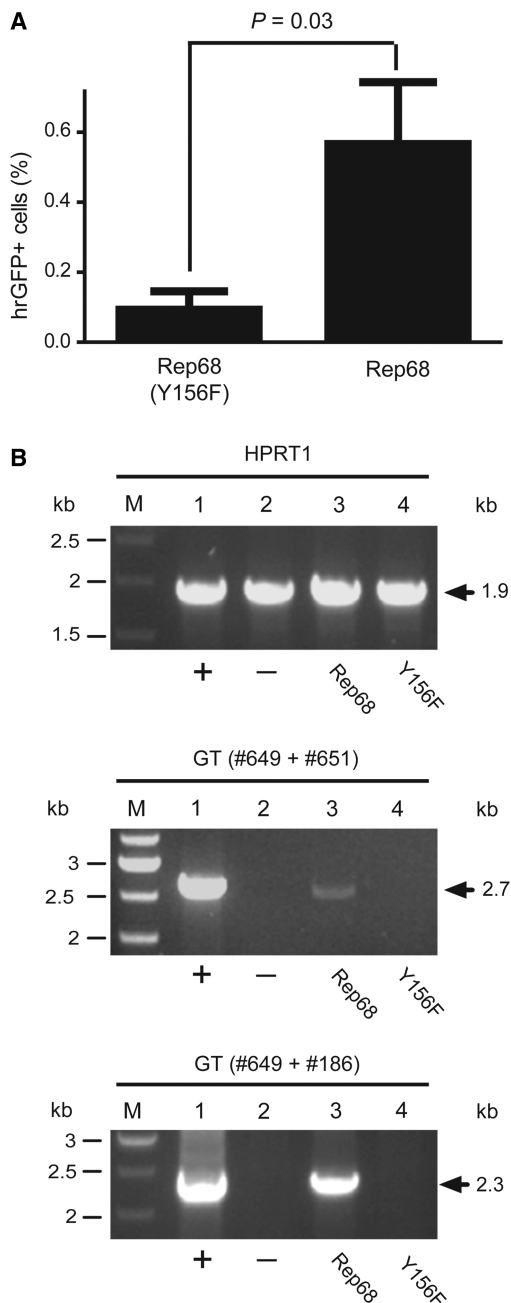 A
P = 0.03
hrGFP+ cells (%)
0.6
0.4
0.2
0.0
Rep68
(Y156F)
Rep68
B
HPRT1
kb M 1 2 3 4 kb
2.5
2
1.5
1.9
+ – Rep68 Y156F
GT (#649 + #651)
kb M 1 2 3 4 kb
3
2.5
2
2.7
+ – Rep68 Y156F
GT (#649 + #186)
kb M 1 2 3 4 kb
3
2.5
2
2.3
+ – Rep68 Y156F